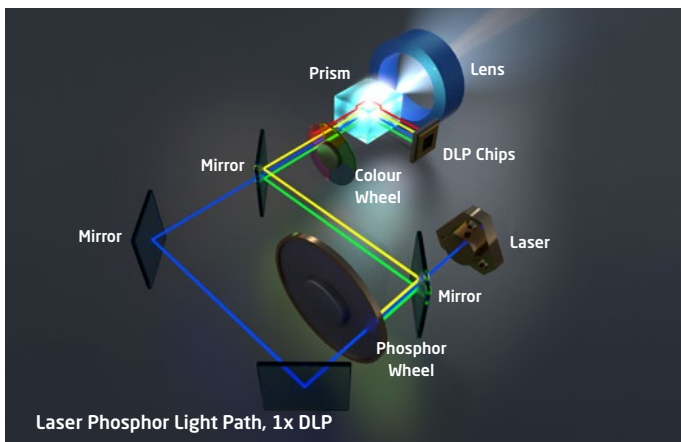 Lens
Prism
DLP Chips
Mirror
Colour
Wheel
Mirror
Laser
Mirror
Phosphor
Wheel
Laser Phosphor Light Path, 1x DLP